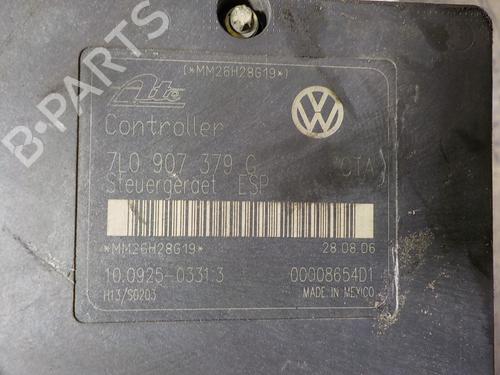 (*MM26H28G19*)
Ate
Controller
7L0 907 379 G CTA
Steuergeraet ESP
*MM26H28G19* 28.08.06
10.0925-0331.3 00008654D1
H13/S0203 MADE IN MEXICO
B-PARTS